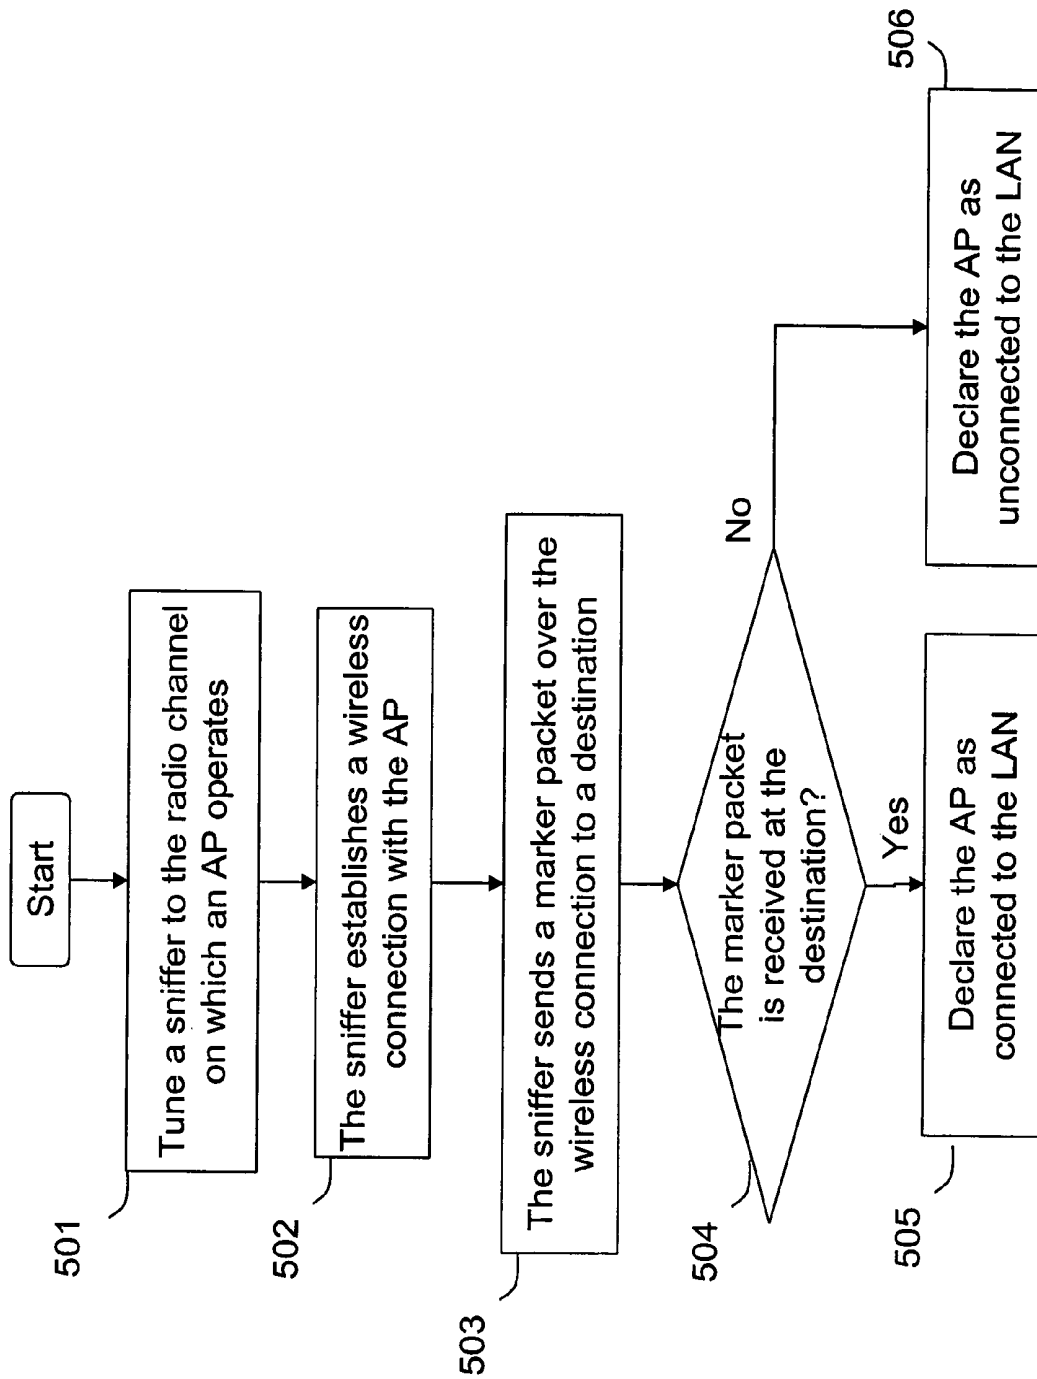 Start
501
Tune a sniffer to the radio channel
on which an AP operates
502
The sniffer establishes a wireless
connection with the AP
503
The sniffer sends a marker packet over the
wireless connection to a destination
504
The marker packet
is received at the
destination?
No
Yes
505
Declare the AP as
connected to the LAN
506
Declare the AP as
unconnected to the LAN